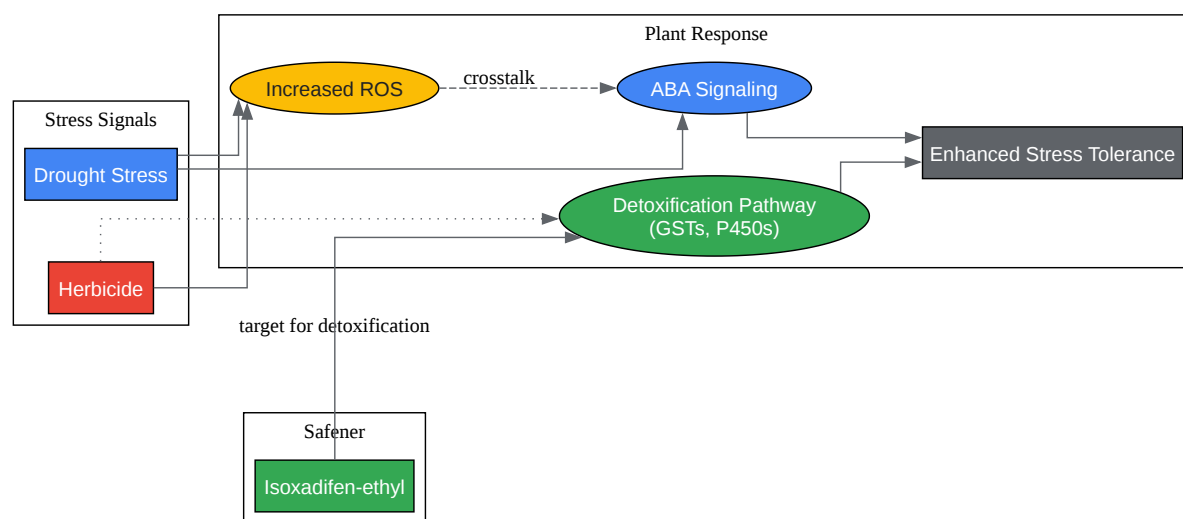 Plant Response
Increased ROS
crosstalk
ABA Signaling
Stress Signals
Drought Stress
Enhanced Stress Tolerance
Detoxification Pathway
(GSTs, P450s)
Herbicide
target for detoxification
Safener
Isoxadifen-ethyl